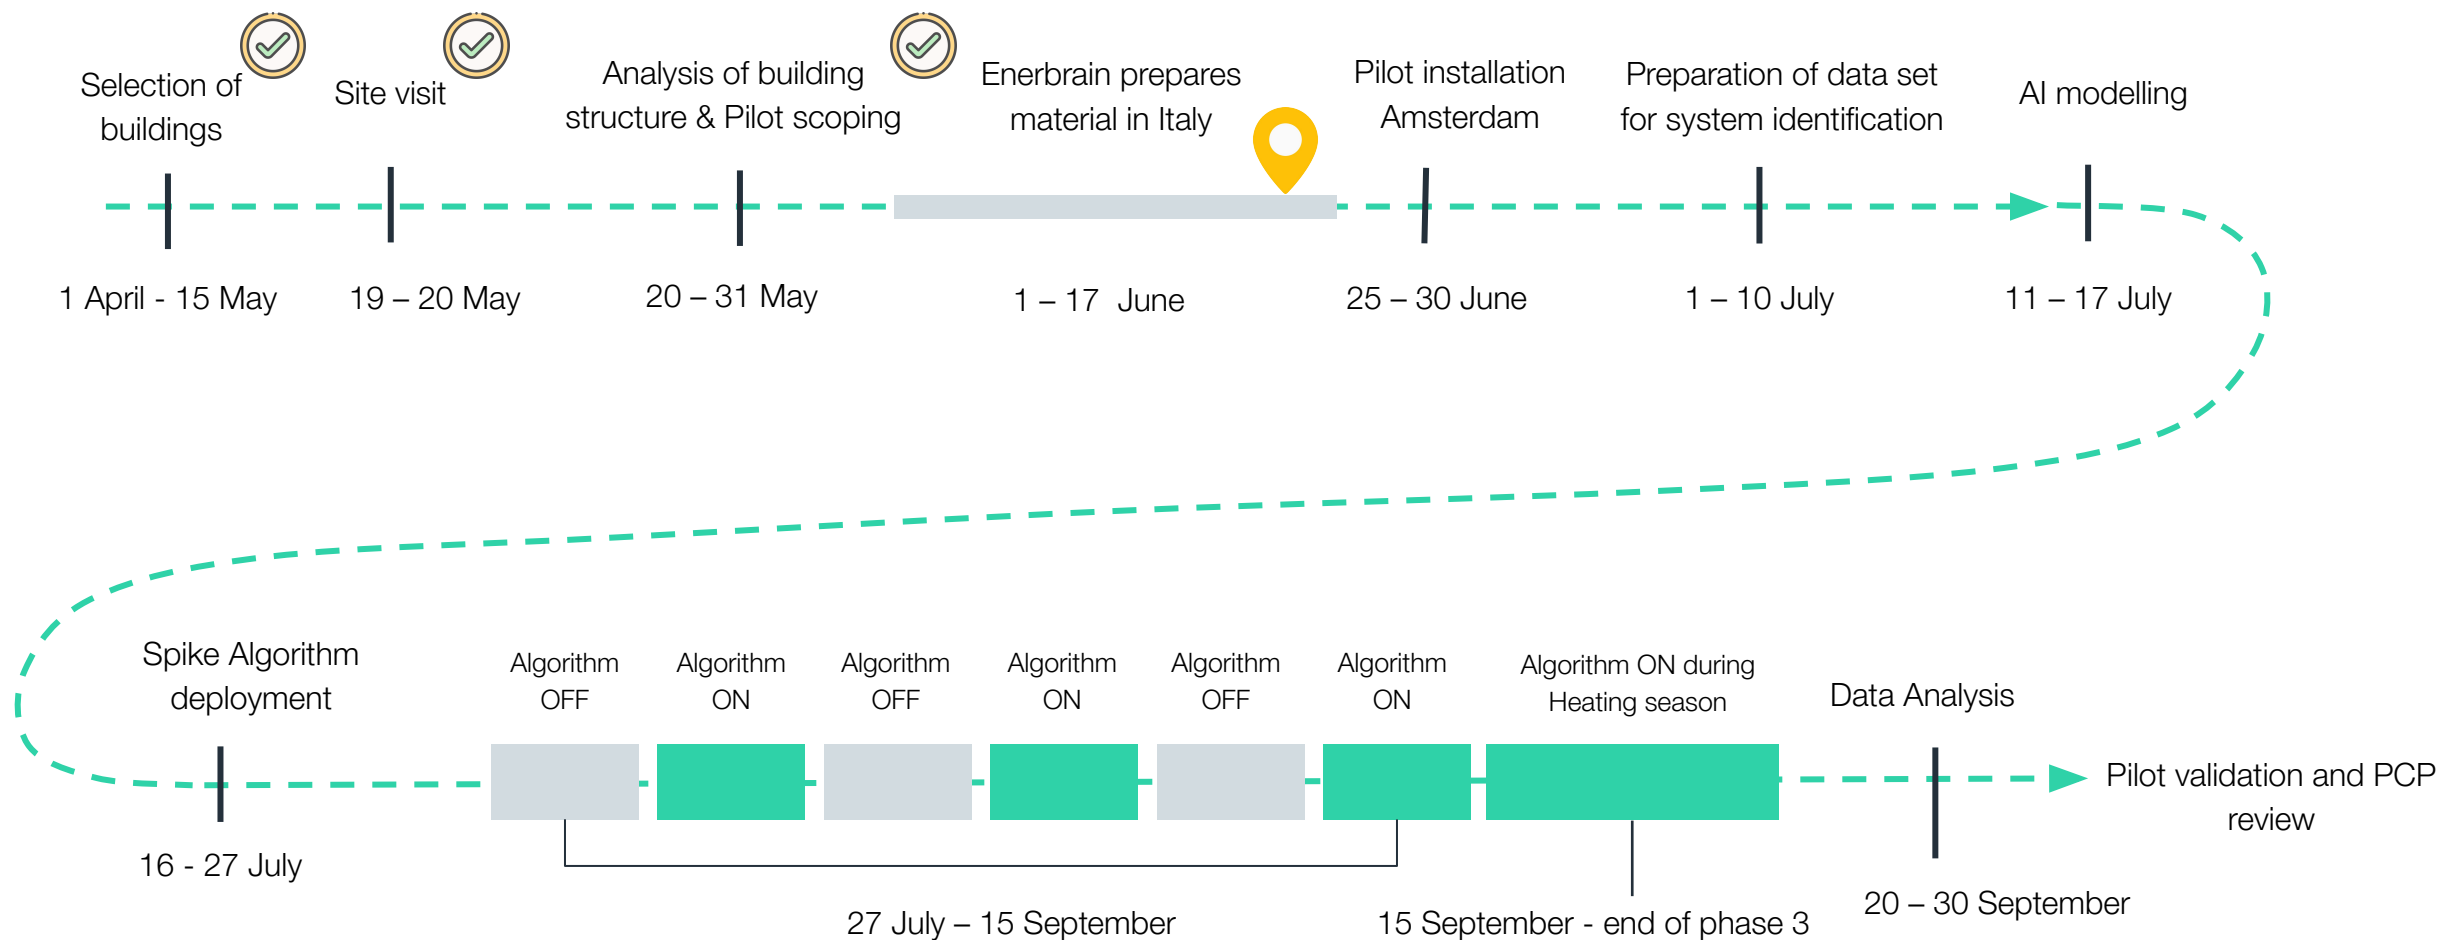 Selection of
buildings
Site visit
Analysis of building
structure & Pilot scoping
Enerbrain prepares
material in Italy
Pilot installation
Amsterdam
Preparation of data set
for system identification
AI modelling
1 April - 15 May
19 – 20 May
20 – 31 May
1 – 17 June
25 – 30 June
1 – 10 July
11 – 17 July
Spike Algorithm
deployment
Algorithm
OFF
Algorithm
ON
Algorithm
OFF
Algorithm
ON
Algorithm
OFF
Algorithm
ON
Algorithm ON during
Heating season
Data Analysis
Pilot validation and PCP
review
16 - 27 July
27 July – 15 September
15 September - end of phase 3
20 – 30 September